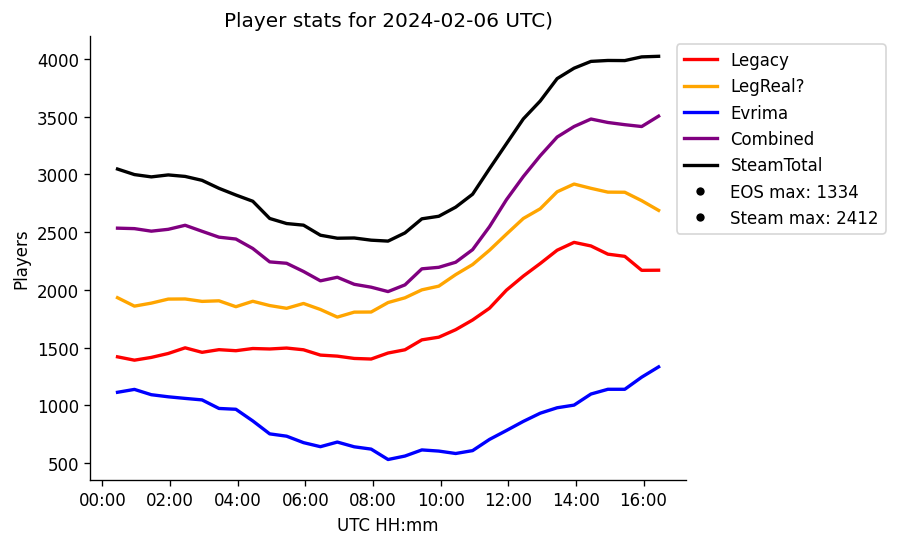 Player stats for 2024-02-06 UTC)
4000
3500
3000
2500
2000
1500
1000
500
Players
00:00 02:00 04:00 06:00 08:00 10:00 12:00 14:00 16:00
UTC HH:mm
Legacy
LegReal?
Evrima
Combined
SteamTotal
EOS max: 1334
Steam max: 2412